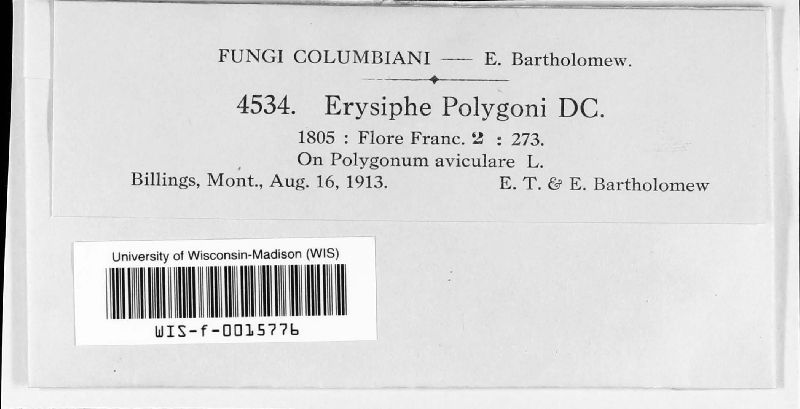 FUNGI COLUMBIANI — E. Bartholomew.
4534. Erysiphe Polygoni DC.
1805 : Flore Franc. 2 : 273.
On Polygonum aviculare L.
Billings, Mont., Aug. 16, 1913. E. T. & E. Bartholomew
University of Wisconsin-Madison (WIS)
WIS-f-0015776